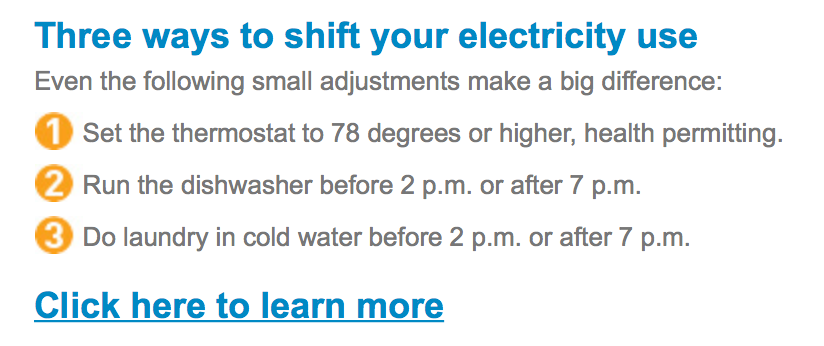 Three ways to shift your electricity use
Even the following small adjustments make a big difference:
1 Set the thermostat to 78 degrees or higher, health permitting.
2 Run the dishwasher before 2 p.m. or after 7 p.m.
3 Do laundry in cold water before 2 p.m. or after 7 p.m.
Click here to learn more